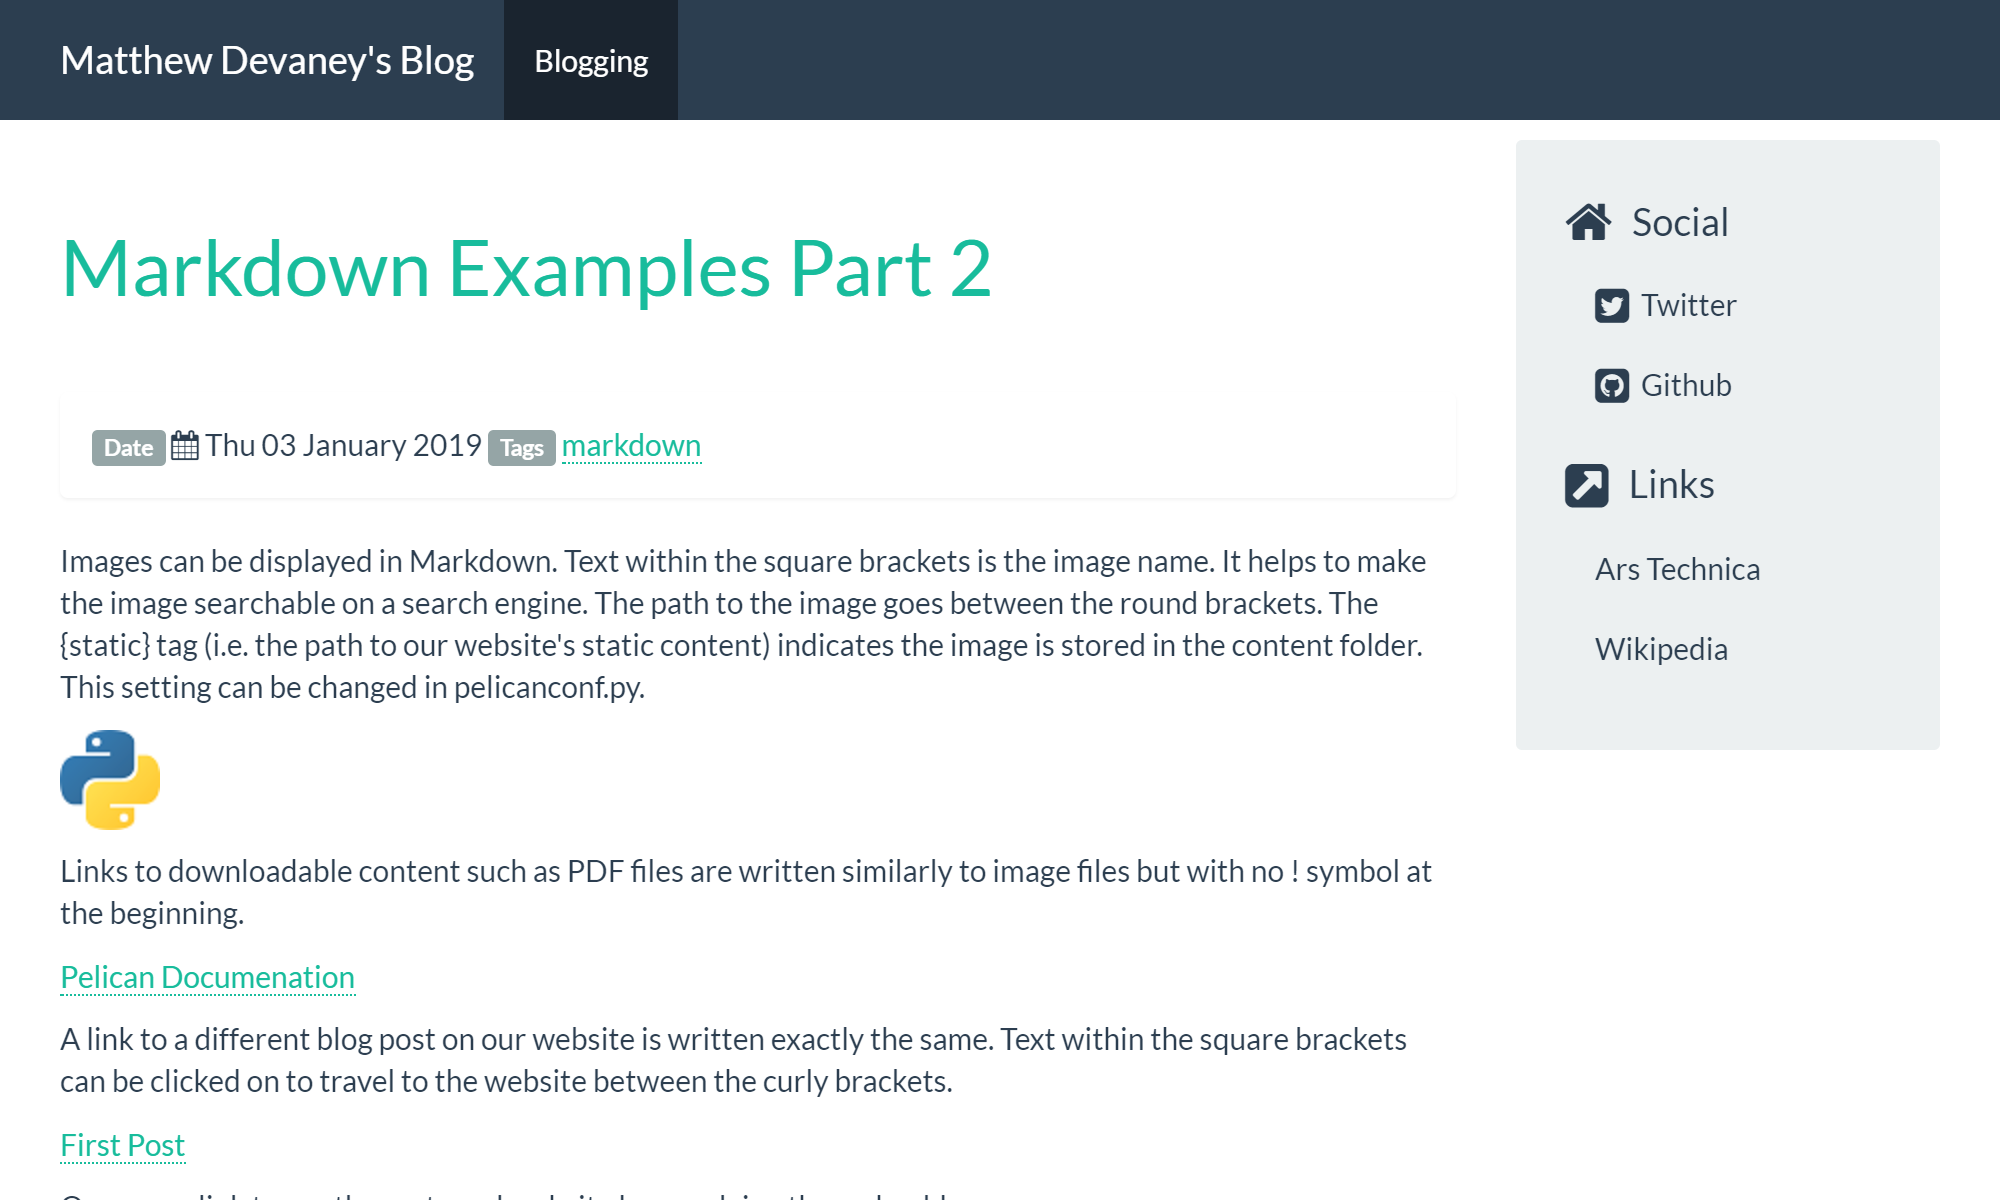 Matthew Devaney's Blog
Blogging
Markdown Examples Part 2
Date Thu 03 January 2019 Tags markdown
Images can be displayed in Markdown. Text within the square brackets is the image name. It helps to make
the image searchable on a search engine. The path to the image goes between the round brackets. The
{static} tag (i.e. the path to our website's static content) indicates the image is stored in the content folder.
This setting can be changed in pelicanconf.py.
Links to downloadable content such as PDF files are written similarly to image files but with no ! symbol at
the beginning.
Pelican Documenation
A link to a different blog post on our website is written exactly the same. Text within the square brackets
can be clicked on to travel to the website between the curly brackets.
First Post
Social
Twitter
Github
Links
Ars Technica
Wikipedia